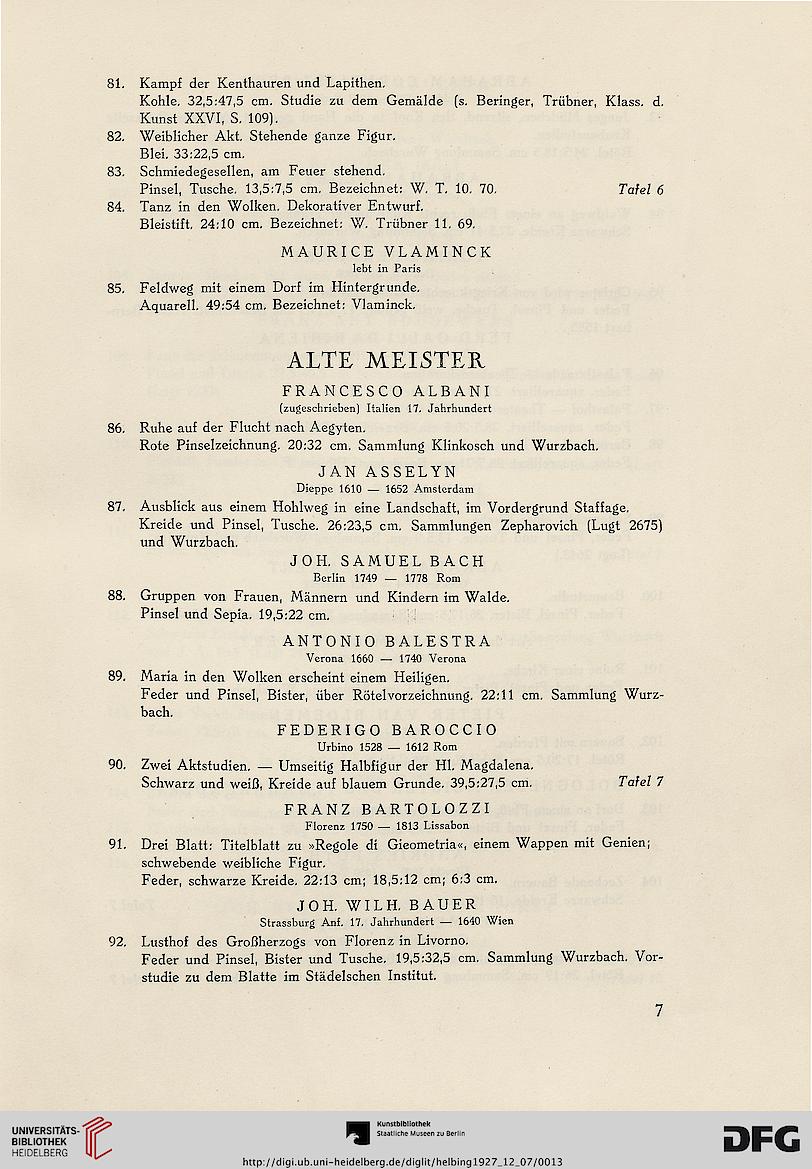 81. Kampf der Kenthauren und Lapithen.
Kohle. 32,5:47,5 cm. Studie zu dem Gemälde (s. Beringer, Trübner, Klass. d.
Kunst XXVI, S. 109).
82. Weiblicher Akt. Stehende ganze Figur.
Blei. 33:22,5 cm.
83. Schmiedegesellen, am Feuer stehend.
Pinsel, Tusche. 13,5:7,5 cm. Bezeichnet: W. T. 10. 70. Tafel 6
84. Tanz in den Wolken. Dekorativer Entwurf.
Bleistift. 24:10 cm. Bezeichnet: W. Trübner 11. 69.
MAURICE VLAMINCK
lebt in Paris
85. Feldweg mit einem Dorf im Hintergrunde.
Aquarell. 49:54 cm. Bezeichnet: Vlaminck.
ALTE MEISTER
FRANCESCO ALBANI
(zugeschrieben) Italien 17. Jahrhundert
86. Ruhe auf der Flucht nach Aegyten.
Rote Pinselzeichnung. 20:32 cm. Sammlung Klinkosch und Wurzbach.
JAN ASSELYN
Dieppe 1610 — 1652 Amsterdam
87. Ausblick aus einem Hohlweg in eine Landschaft, im Vordergrund Staffage.
Kreide und Pinsel, Tusche. 26:23,5 cm. Sammlungen Zepharovich (Lugt 2675)
und Wurzbach.
JOH. SAMUEL BACH
Berlin 1749 — 1778 Rom
88. Gruppen von Frauen, Männern und Kindern im Walde.
Pinsel und Sepia. 19,5:22 cm.
ANTONIO BALESTRA
Verona 1660 — 1740 Verona
89. Maria in den Wolken erscheint einem Heiligen.
Feder und Pinsel, Bister, über Rötelvorzeichnung. 22:11 cm. Sammlung Wurz-
bach.
FEDERIGO BAROCCIO
Urbino 1528 — 1612 Rom
90. Zwei Aktstudien. — Umseitig Halbfigur der Hl. Magdalena.
Schwarz und weiß, Kreide auf blauem Grunde. 39,5:27,5 cm. Tafel 7
FRANZ BARTOLOZZI
Florenz 1750 — 1813 Lissabon
91. Drei Blatt: Titelblatt zu »Regole di Gieometria«, einem Wappen mit Genien;
schwebende weibliche Figur.
Feder, schwarze Kreide. 22:13 cm; 18,5:12 cm; 6:3 cm.
JOH. WILH. BAUER
Strassburg Anf. 17. Jahrhundert — 1640 Wien
92. Lusthof des Großherzogs von Florenz in Livorno.
Feder und Pinsel, Bister und Tusche. 19,5:32,5 cm. Sammlung Wurzbach. Vor-
studie zu dem Blatte im Städelschen Institut.
7
UNIVERSITÄTS-
BIBLIOTHEK
HEIDELBERG
Kunstbibliothek
Staatliche Museen zu Berlin
DFG
http://digi.ub.uni-heidelberg.de/diglit/helbing1927_12_07/0013